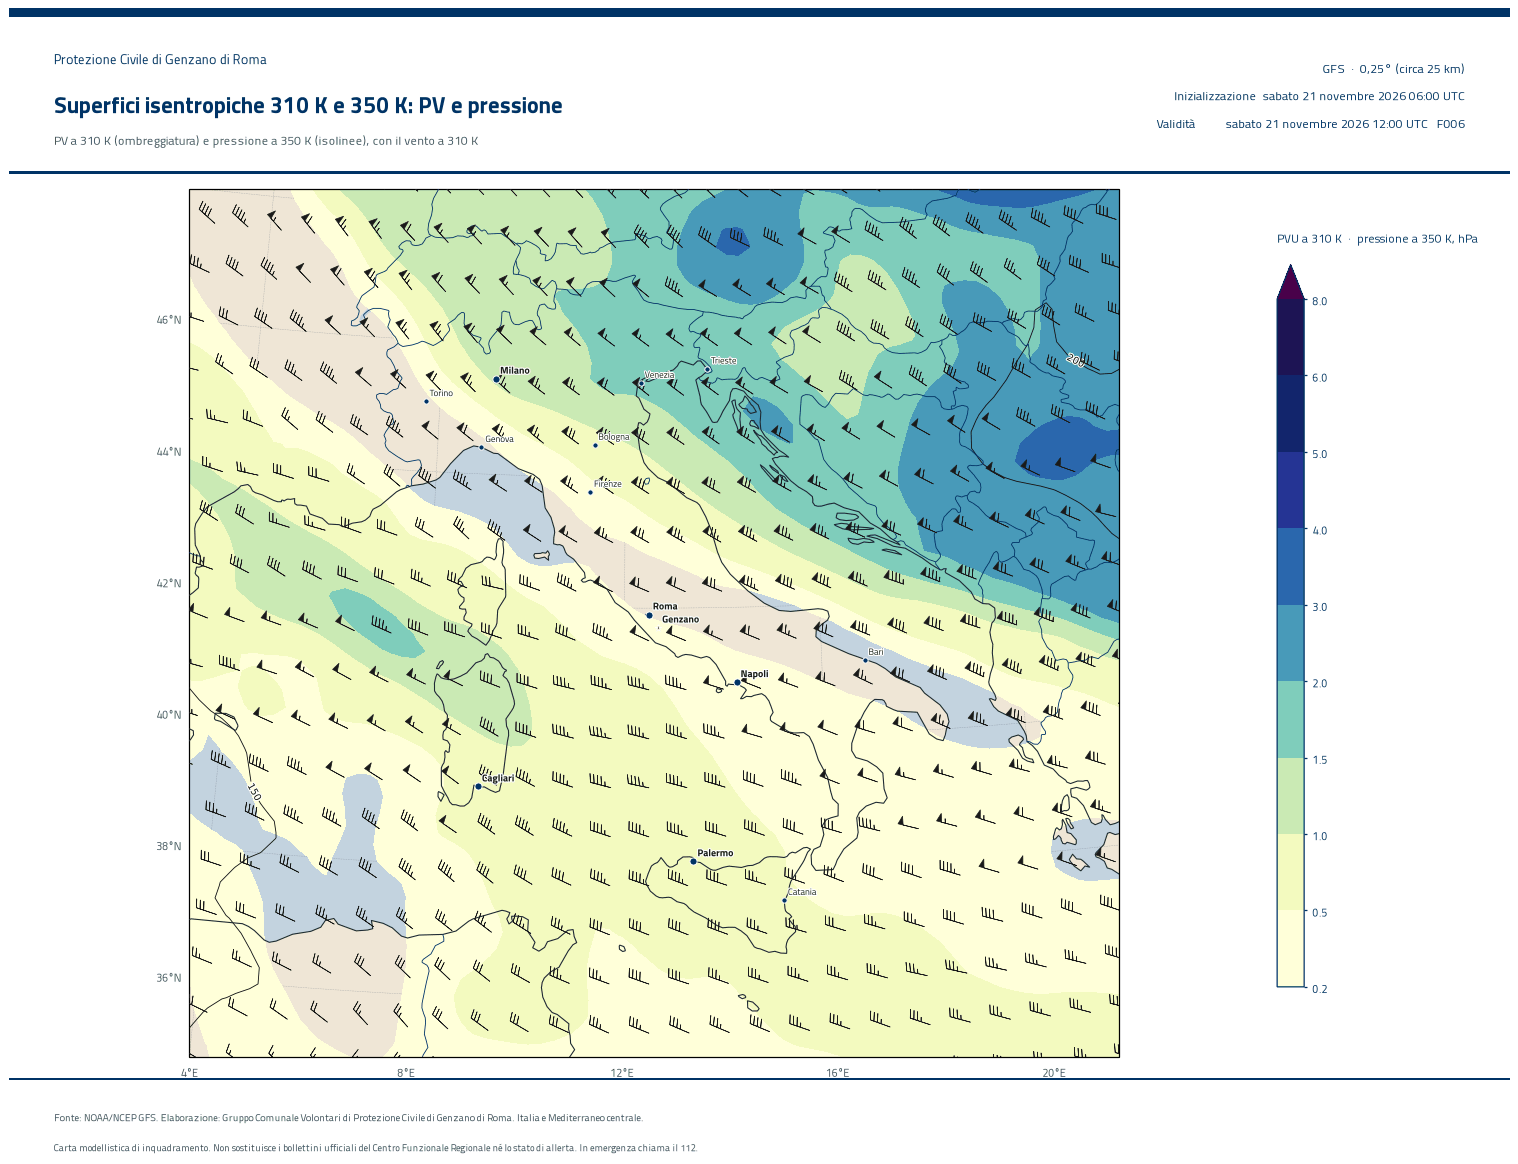 Protezione Civile di Genzano di Roma
Superfici isentropiche 310 K e 350 K: PV e pressione
PV a 310 K (ombreggiatura) e pressione a 350 K (isolinee), con il vento a 310 K
GFS · 0,25° (circa 25 km)
Inizializzazione sabato 21 novembre 2026 06:00 UTC
Validità sabato 21 novembre 2026 12:00 UTC F006
PVU a 310 K · pressione a 350 K, hPa
8.0
6.0
5.0
4.0
3.0
2.0
1.5
1.0
0.5
0.2
46°N
44°N
42°N
40°N
38°N
36°N
4°E
8°E
12°E
16°E
20°E
200
150
Milano
Torino
Venezia
Trieste
Genova
Bologna
Firenze
Roma
Genzano
Napoli
Bari
Cagliari
Palermo
Catania
Fonte: NOAA/NCEP GFS. Elaborazione: Gruppo Comunale Volontari di Protezione Civile di Genzano di Roma. Italia e Mediterraneo centrale.
Carta modellistica di inquadramento. Non sostituisce i bollettini ufficiali del Centro Funzionale Regionale né lo stato di allerta. In emergenza chiama il 112.